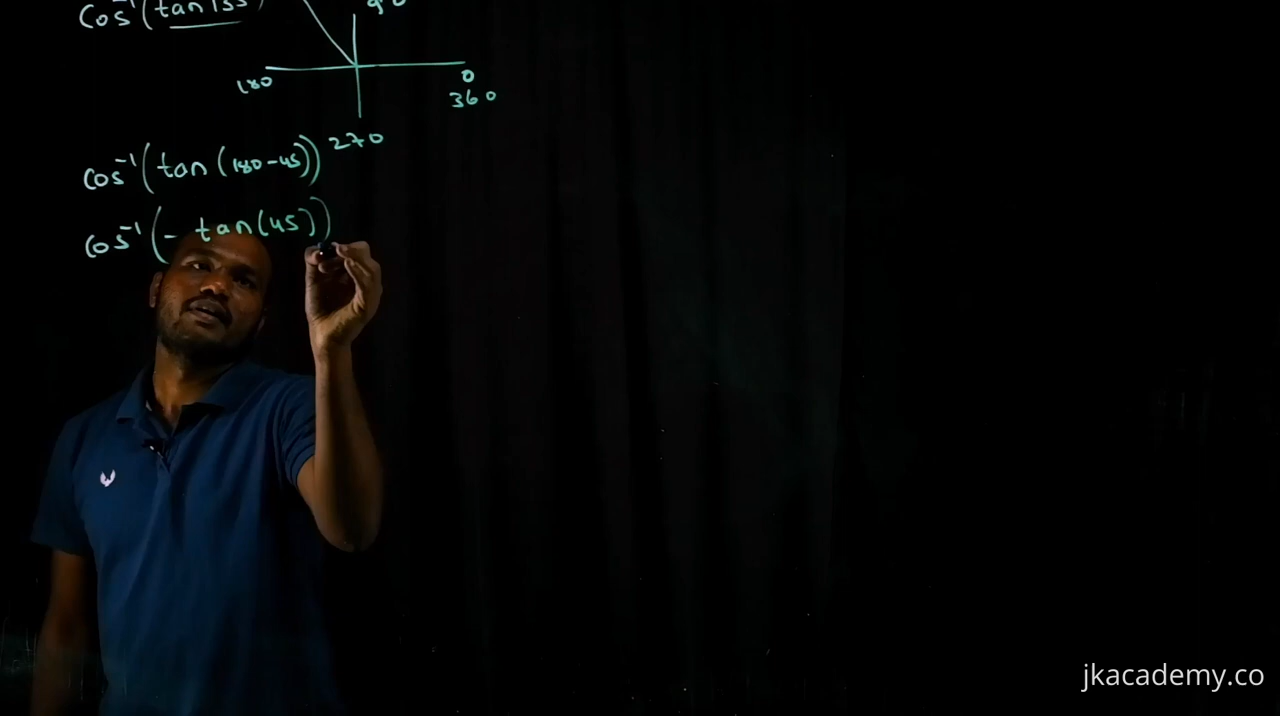 Cos⁻¹(tan 135)
90
180
0
360
270
Cos⁻¹(tan(180-45))
Cos⁻¹(- tan(45))
jkacademy.co